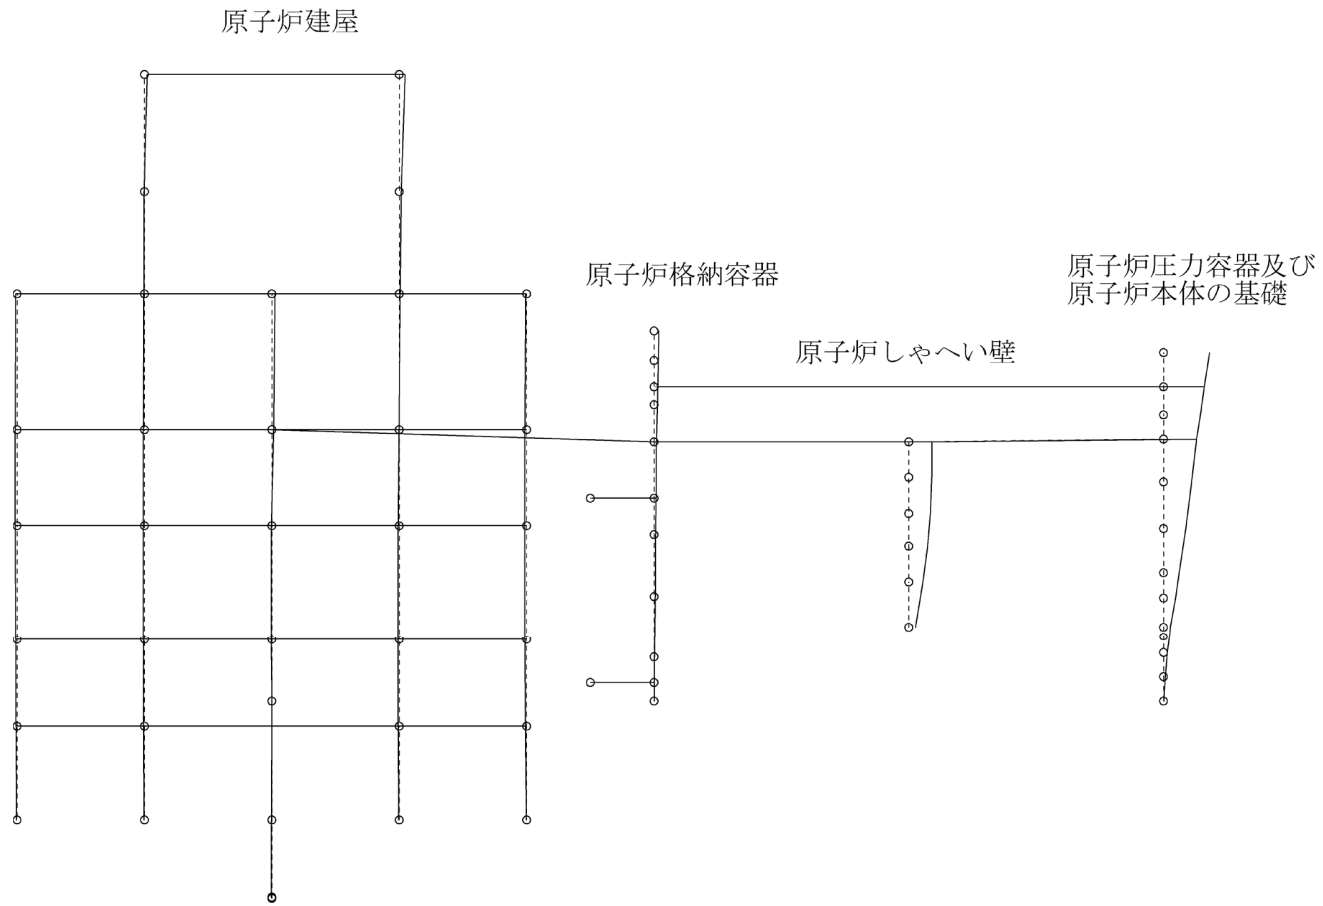 原子炉建屋
原子炉格納容器
原子炉しゃへい壁
原子炉圧力容器及び
原子炉本体の基礎